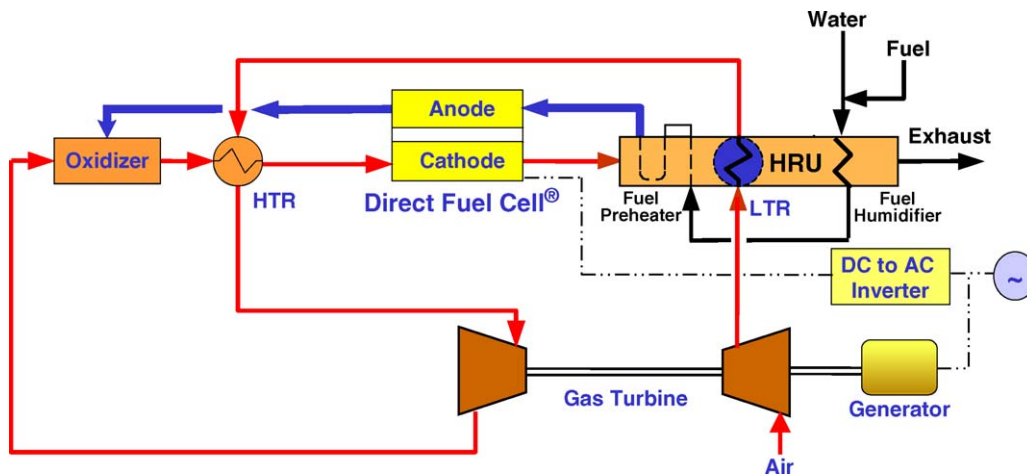 Water
Fuel
Anode
Oxidizer
Cathode
HRU
Exhaust
HTR
Direct Fuel Cell®
Fuel
Preheater
LTR
Fuel
Humidifier
DC to AC
Inverter
~
Gas Turbine
Generator
Air